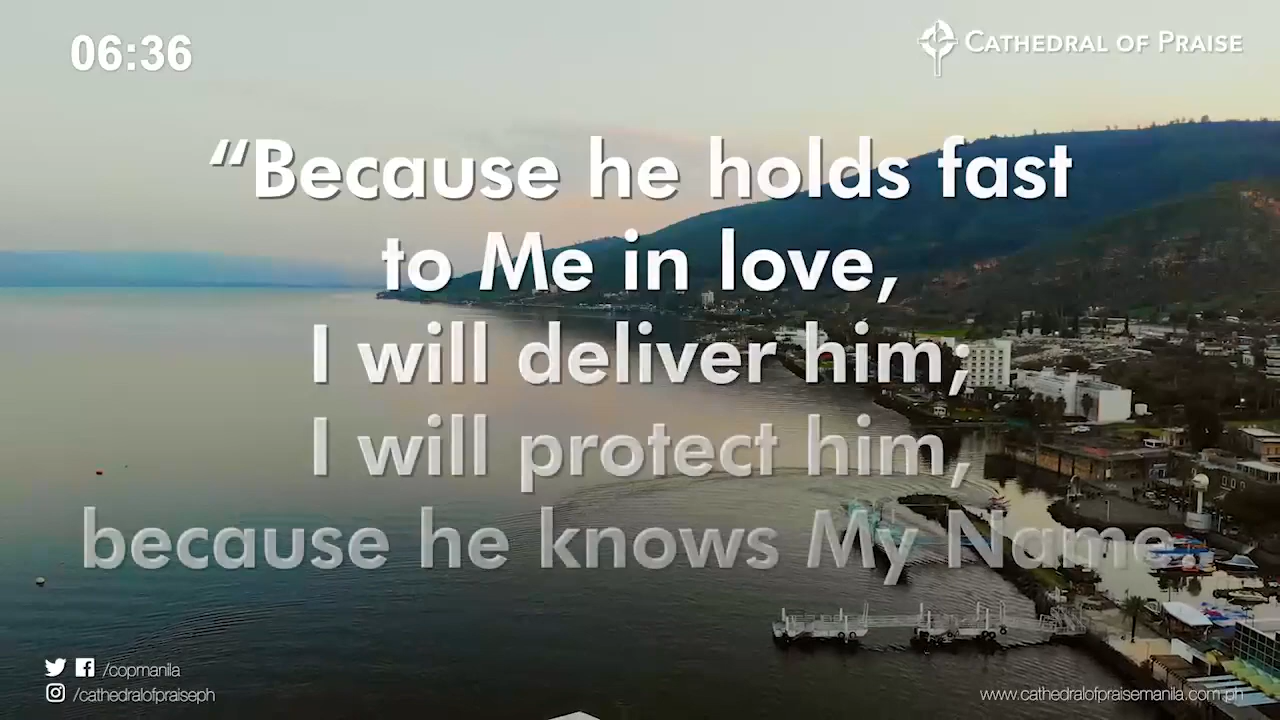 06:36
CATHEDRAL OF PRAISE
“Because he holds fast
to Me in love,
I will deliver him;
I will protect him,
because he knows My Name.
/copmanila
/cathedralofpraiseph
www.cathedralofpraisemanila.com.ph